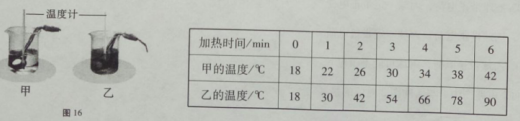 温度计
甲 乙
图 16
加热时间/min 0 1 2 3 4 5 6
甲的温度/℃ 18 22 26 30 34 38 42
乙的温度/℃ 18 30 42 54 66 78 90